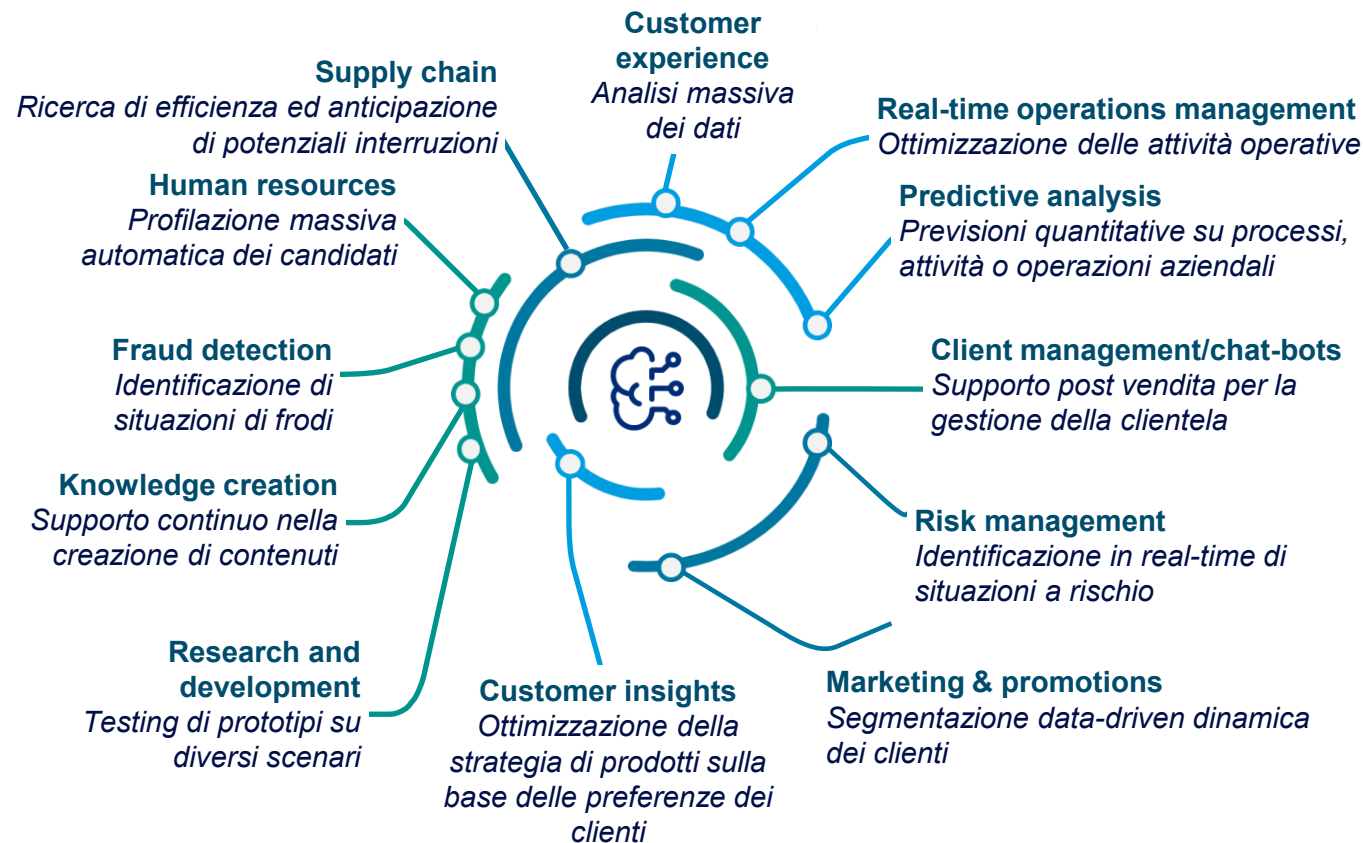 Customer
experience
Analisi massiva
dei dati
Supply chain
Ricerca di efficienza ed anticipazione
di potenziali interruzioni
Real-time operations management
Ottimizzazione delle attività operative
Human resources
Profilazione massiva
automatica dei candidati
Predictive analysis
Previsioni quantitative su processi,
attività o operazioni aziendali
Fraud detection
Identificazione di
situazioni di frodi
Client management/chat-bots
Supporto post vendita per la
gestione della clientela
Knowledge creation
Supporto continuo nella
creazione di contenuti
Risk management
Identificazione in real-time di
situazioni a rischio
Research and
development
Testing di prototipi su
diversi scenari
Customer insights
Ottimizzazione della
strategia di prodotti sulla
base delle preferenze dei
clienti
Marketing & promotions
Segmentazione data-driven dinamica
dei clienti